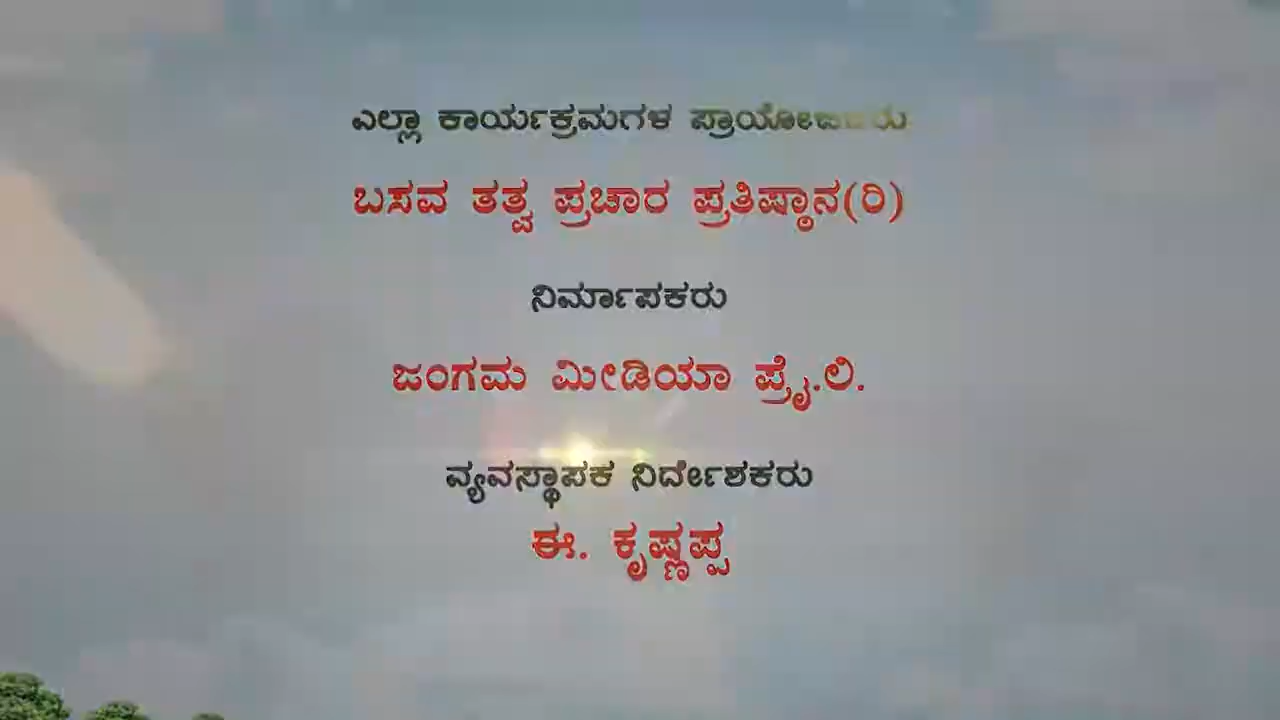 ಎಲ್ಲಾ ಕಾರ್ಯಕ್ರಮಗಳ ಪ್ರಾಯೋಜಕರು
ಬಸವ ತತ್ವ ಪ್ರಚಾರ ಪ್ರತಿಷ್ಠಾನ(ರಿ)
ನಿರ್ಮಾಪಕರು
ಜಂಗಮ ಮೀಡಿಯಾ ಪ್ರೈ.ಲಿ.
ವ್ಯವಸ್ಥಾಪಕ ನಿರ್ದೇಶಕರು
ಈ. ಕೃಷ್ಣಪ್ಪ